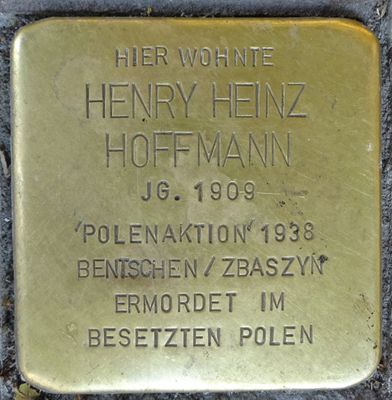 HIER WOHNTE
HENRY HEINZ
HOFFMANN
JG. 1909
'POLENAKTION' 1938
BENTSCHEN / ZBASZYN
ERMORDET IM
BESETZTEN POLEN